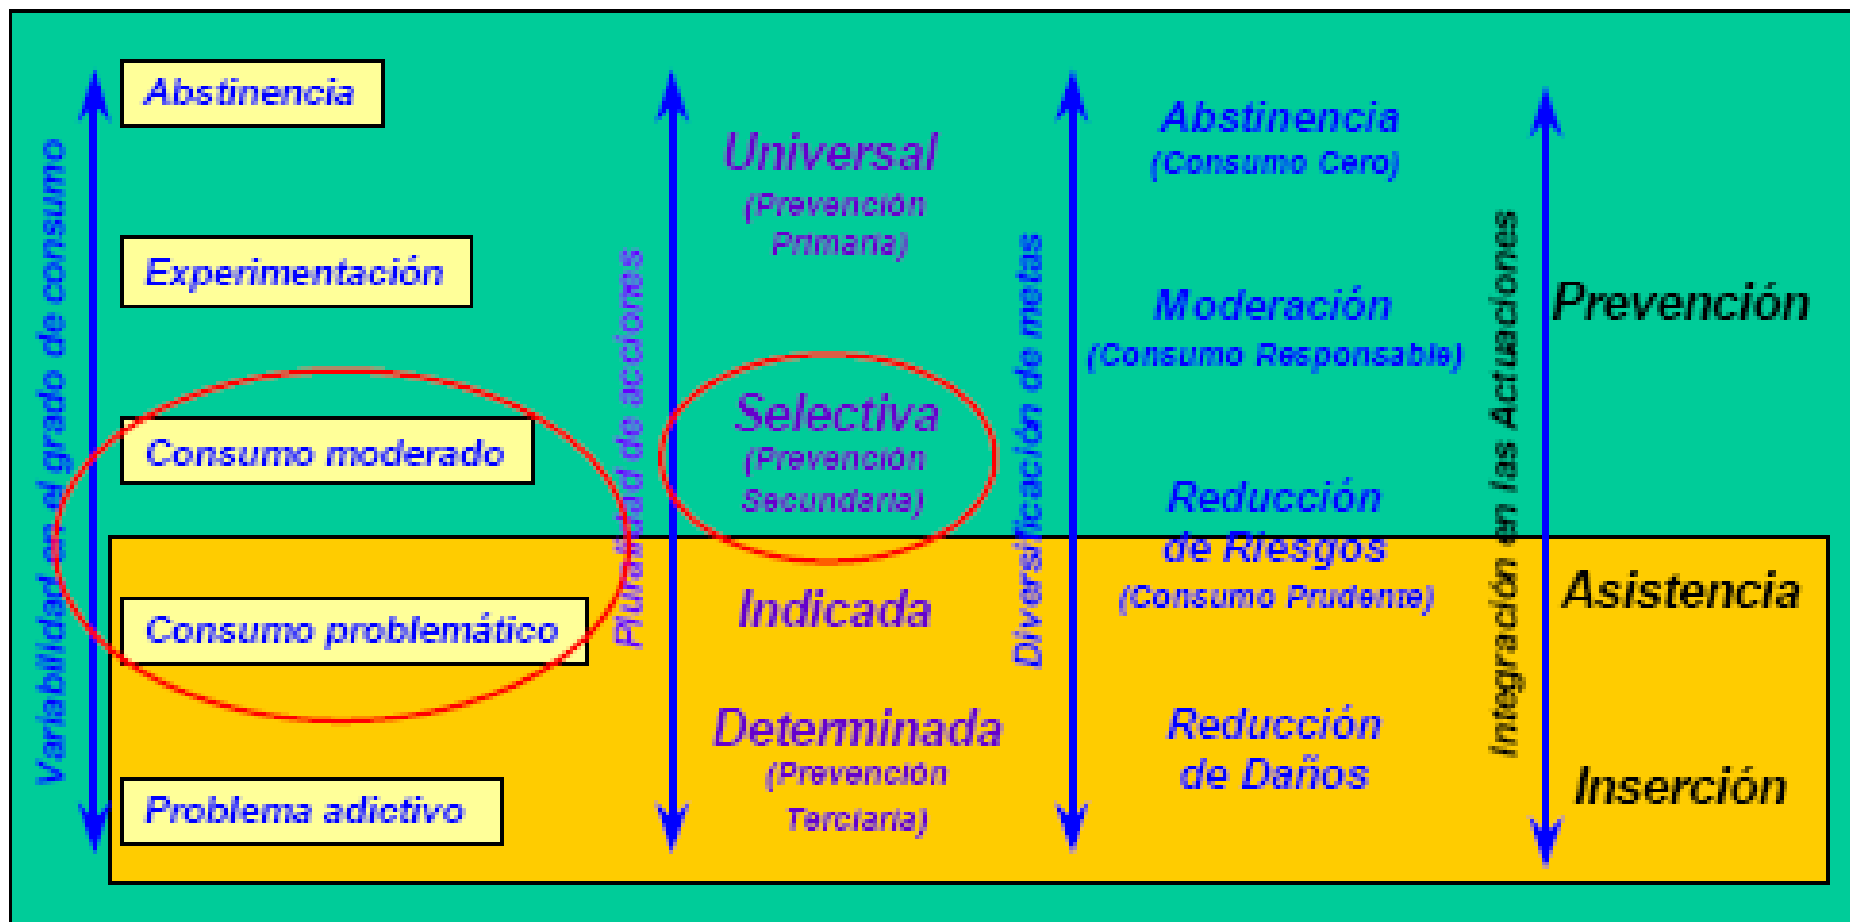 Variabilidad en el grado de consumo
Abstinencia
Experimentación
Consumo moderado
Consumo problemático
Problema adictivo
Pluralidad de acciones
Universal
(Prevención
Primaria)
Selectiva
(Prevención
Secundaria)
Indicada
Determinada
(Prevención
Terciaria)
Diversificación de metas
Abstinencia
(Consumo Cero)
Moderación
(Consumo Responsable)
Reducción
de Riesgos
(Consumo Prudente)
Reducción
de Daños
Integración en las Actuaciones
Prevención
Asistencia
Inserción